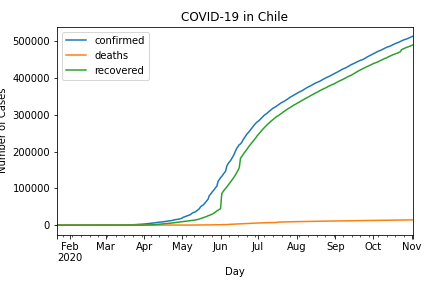 COVID-19 in Chile
confirmed
deaths
recovered
500000
400000
300000
200000
100000
0
Number of Cases
Feb Mar Apr May Jun Jul Aug Sep Oct Nov
2020
Day